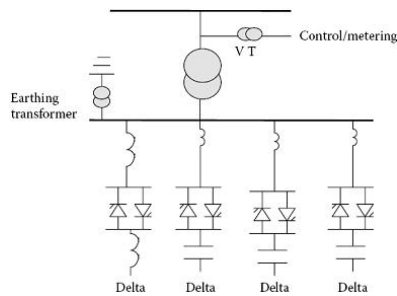 Control/metering
V T
Earthing
transformer
Delta Delta Delta Delta